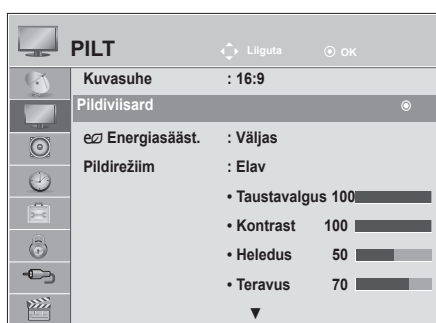 PILT Liiguta OK
Kuvasuhe : 16:9
Pildiviisard
Energiasääst. : Väljas
Pildirežiim : Elav
• Taustavalgus 100
• Kontrast 100
• Heledus 50
• Teravus 70
▼